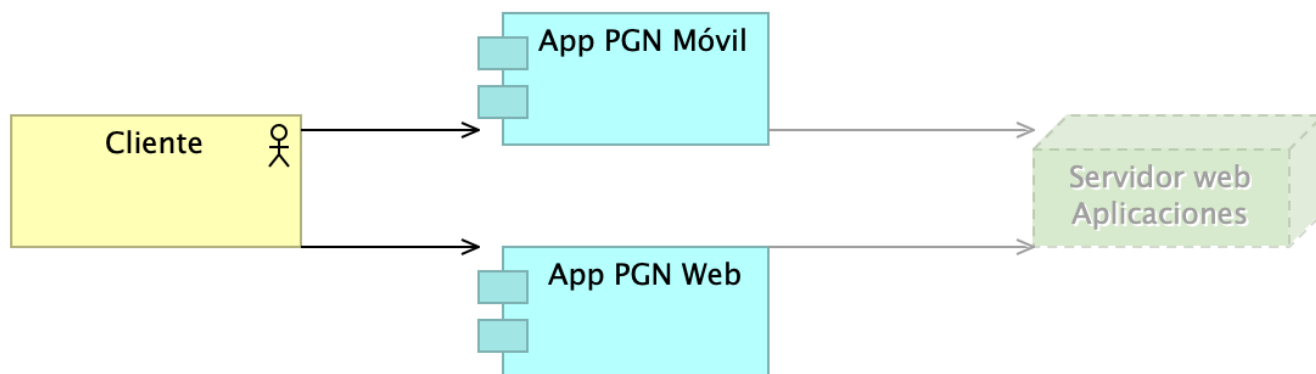 App PGN Móvil
Cliente
Servidor web
Aplicaciones
App PGN Web